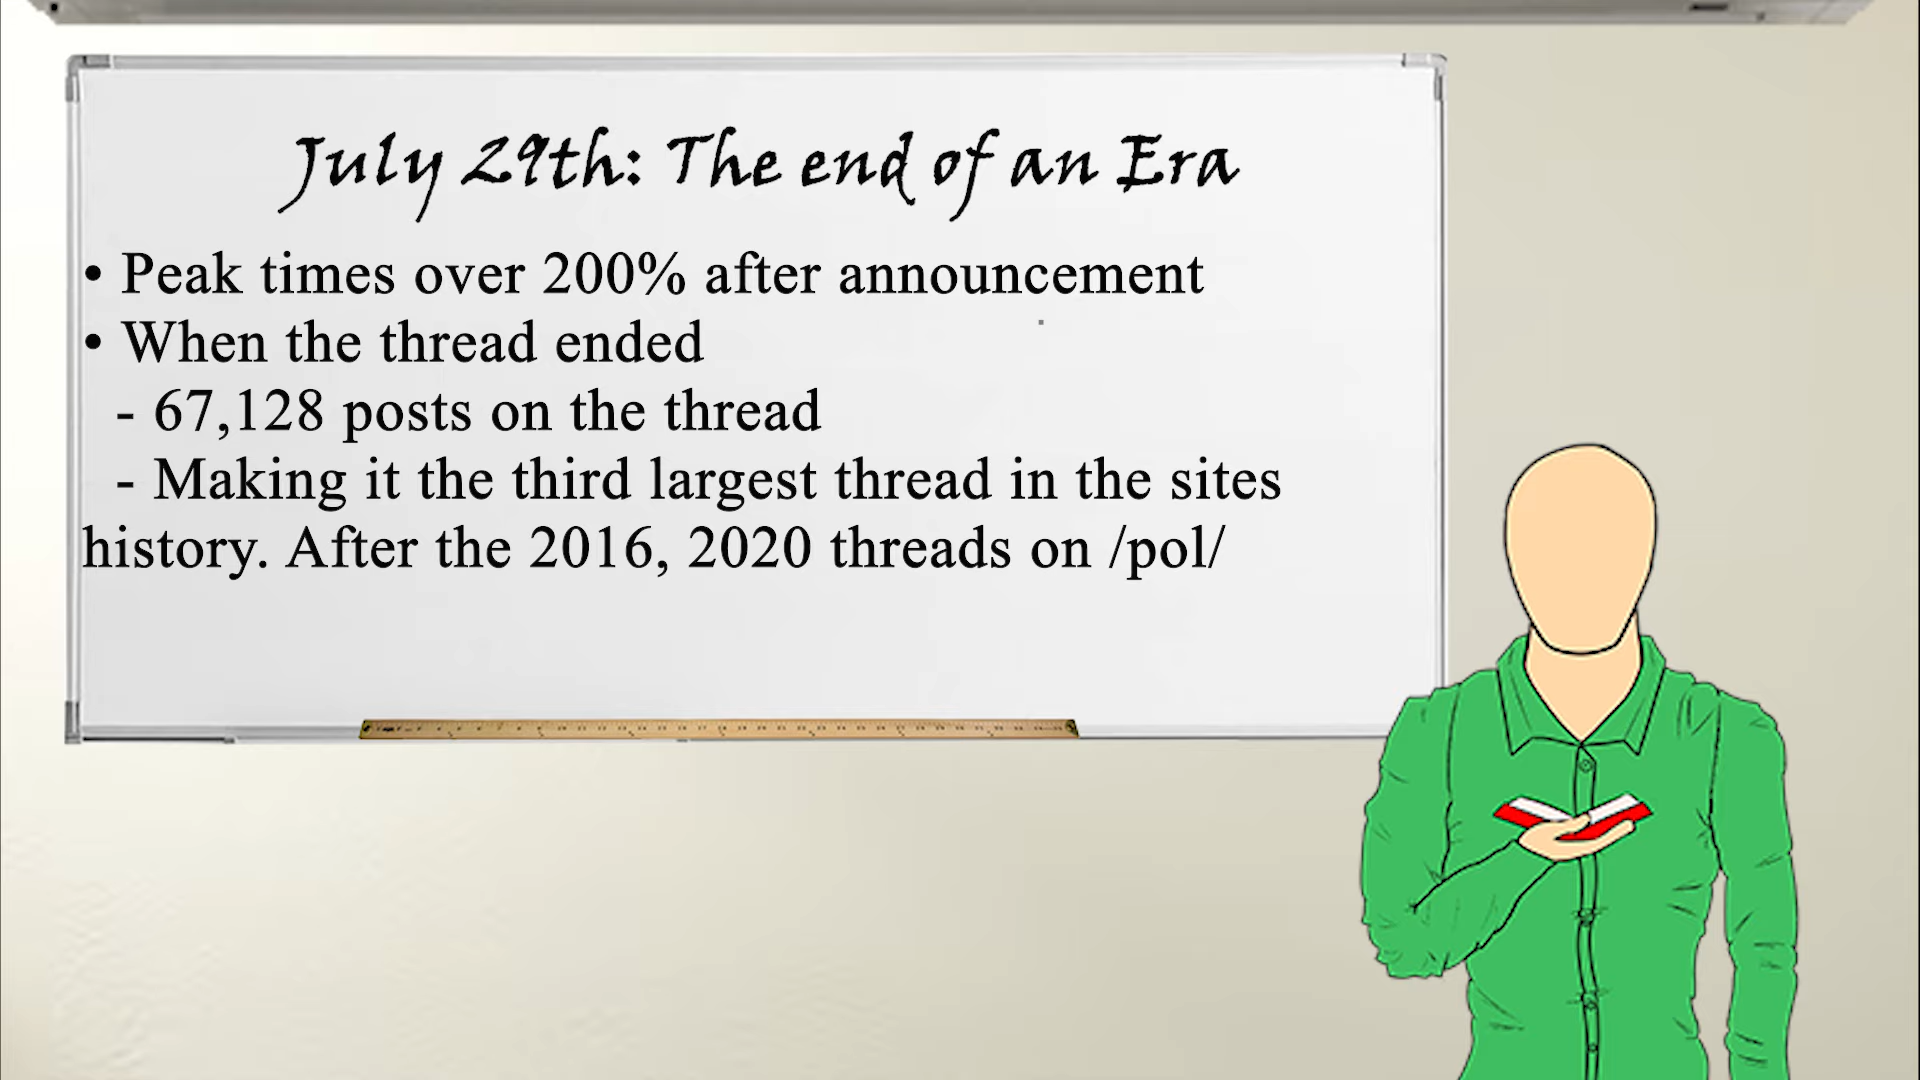 July 29th: The end of an Era
• Peak times over 200% after announcement
• When the thread ended
- 67,128 posts on the thread
- Making it the third largest thread in the sites
history. After the 2016, 2020 threads on /pol/